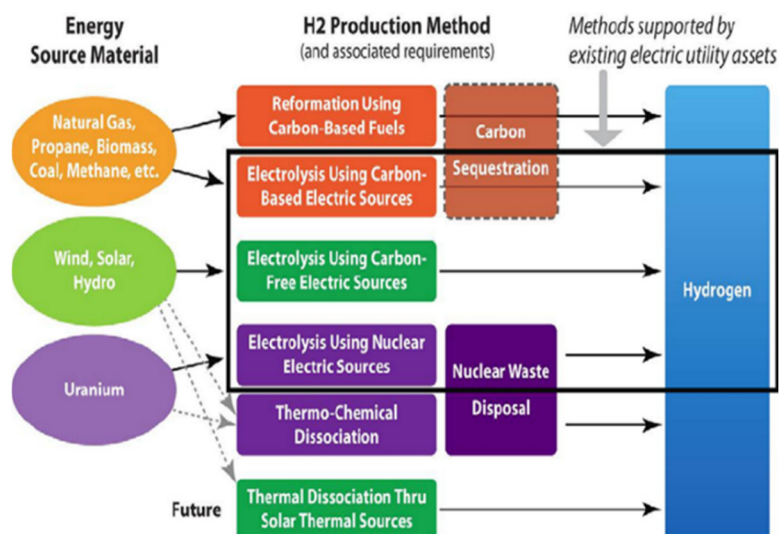 Energy
Source Material
H2 Production Method
(and associated requirements)
Methods supported by
existing electric utility assets
Natural Gas,
Propane, Biomass,
Coal, Methane, etc.
Reformation Using
Carbon-Based Fuels
Carbon
Sequestration
Electrolysis Using Carbon-
Based Electric Sources
Wind, Solar,
Hydro
Electrolysis Using Carbon-
Free Electric Sources
Hydrogen
Uranium
Electrolysis Using Nuclear
Electric Sources
Nuclear Waste
Disposal
Thermo-Chemical
Dissociation
Future
Thermal Dissociation Thru
Solar Thermal Sources